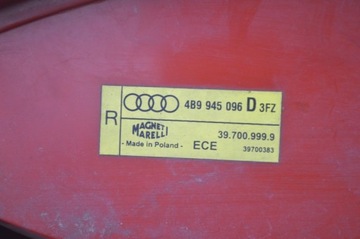 4B9 945 096 D 3FZ
R
MAGNETI
MARELLI
39.700.999.9
- Made in Poland - ECE 39700383